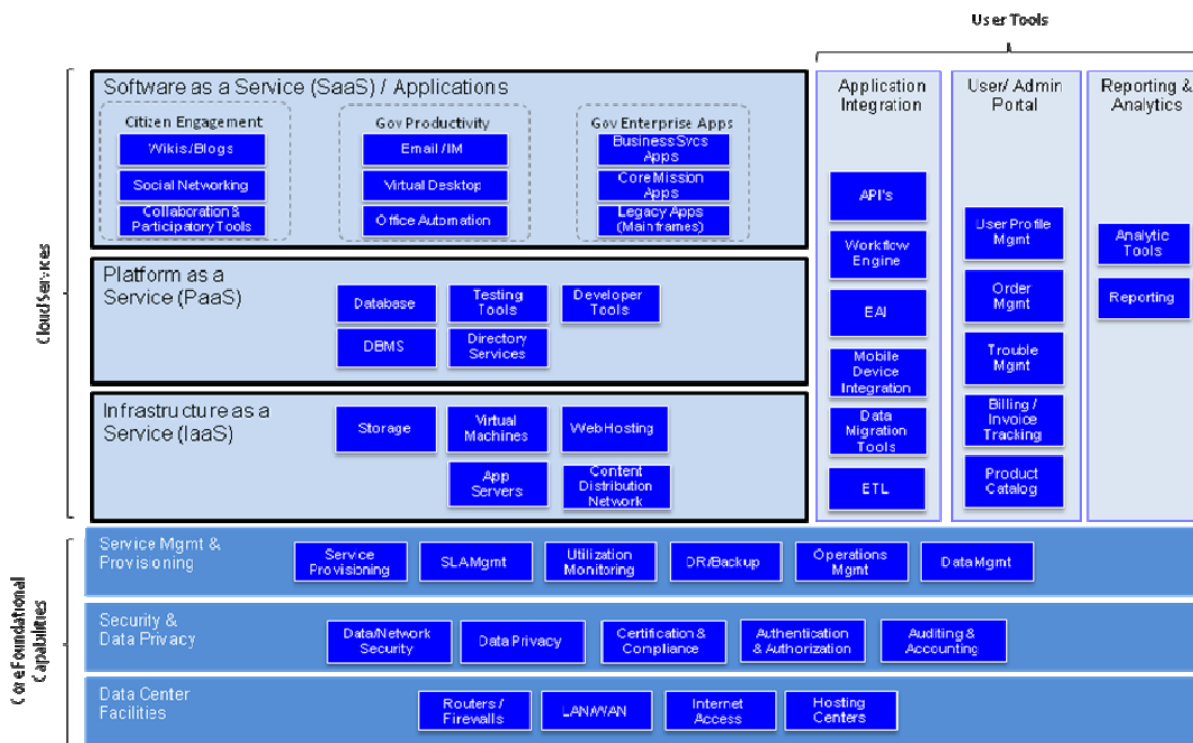 User Tools
Software as a Service (SaaS) / Applications
Citizen Engagement
Wikis/Blogs
Social Networking
Collaboration &
Participatory Tools
Gov Productivity
Email /IM
Virtual Desktop
Office Automation
Gov Enterprise Apps
Business Svcs
Apps
Core Mission
Apps
Legacy Apps
(Mainframes)
Platform as a
Service (PaaS)
Database
Testing
Tools
Developer
Tools
DBMS
Directory
Services
Infrastructure as a
Service (IaaS)
Storage
Virtual
Machines
Web Hosting
App
Servers
Content
Distribution
Network
Application
Integration
API's
Workflow
Engine
EAI
Mobile
Device
Integration
Data
Migration
Tools
ETL
User/ Admin
Portal
User Profile
Mgmt
Order
Mgmt
Trouble
Mgmt
Billing /
Invoice
Tracking
Product
Catalog
Reporting &
Analytics
Analytic
Tools
Reporting
Cloud Services
Service Mgmt &
Provisioning
Service
Provisioning
SLA Mgmt
Utilization
Monitoring
DR/Backup
Operations
Mgmt
Data Mgmt
Security &
Data Privacy
Data/Network
Security
Data Privacy
Certification &
Compliance
Authentication
& Authorization
Auditing &
Accounting
Data Center
Facilities
Routers /
Firewalls
LAN/WAN
Internet
Access
Hosting
Centers
Core Foundational
Capabilities